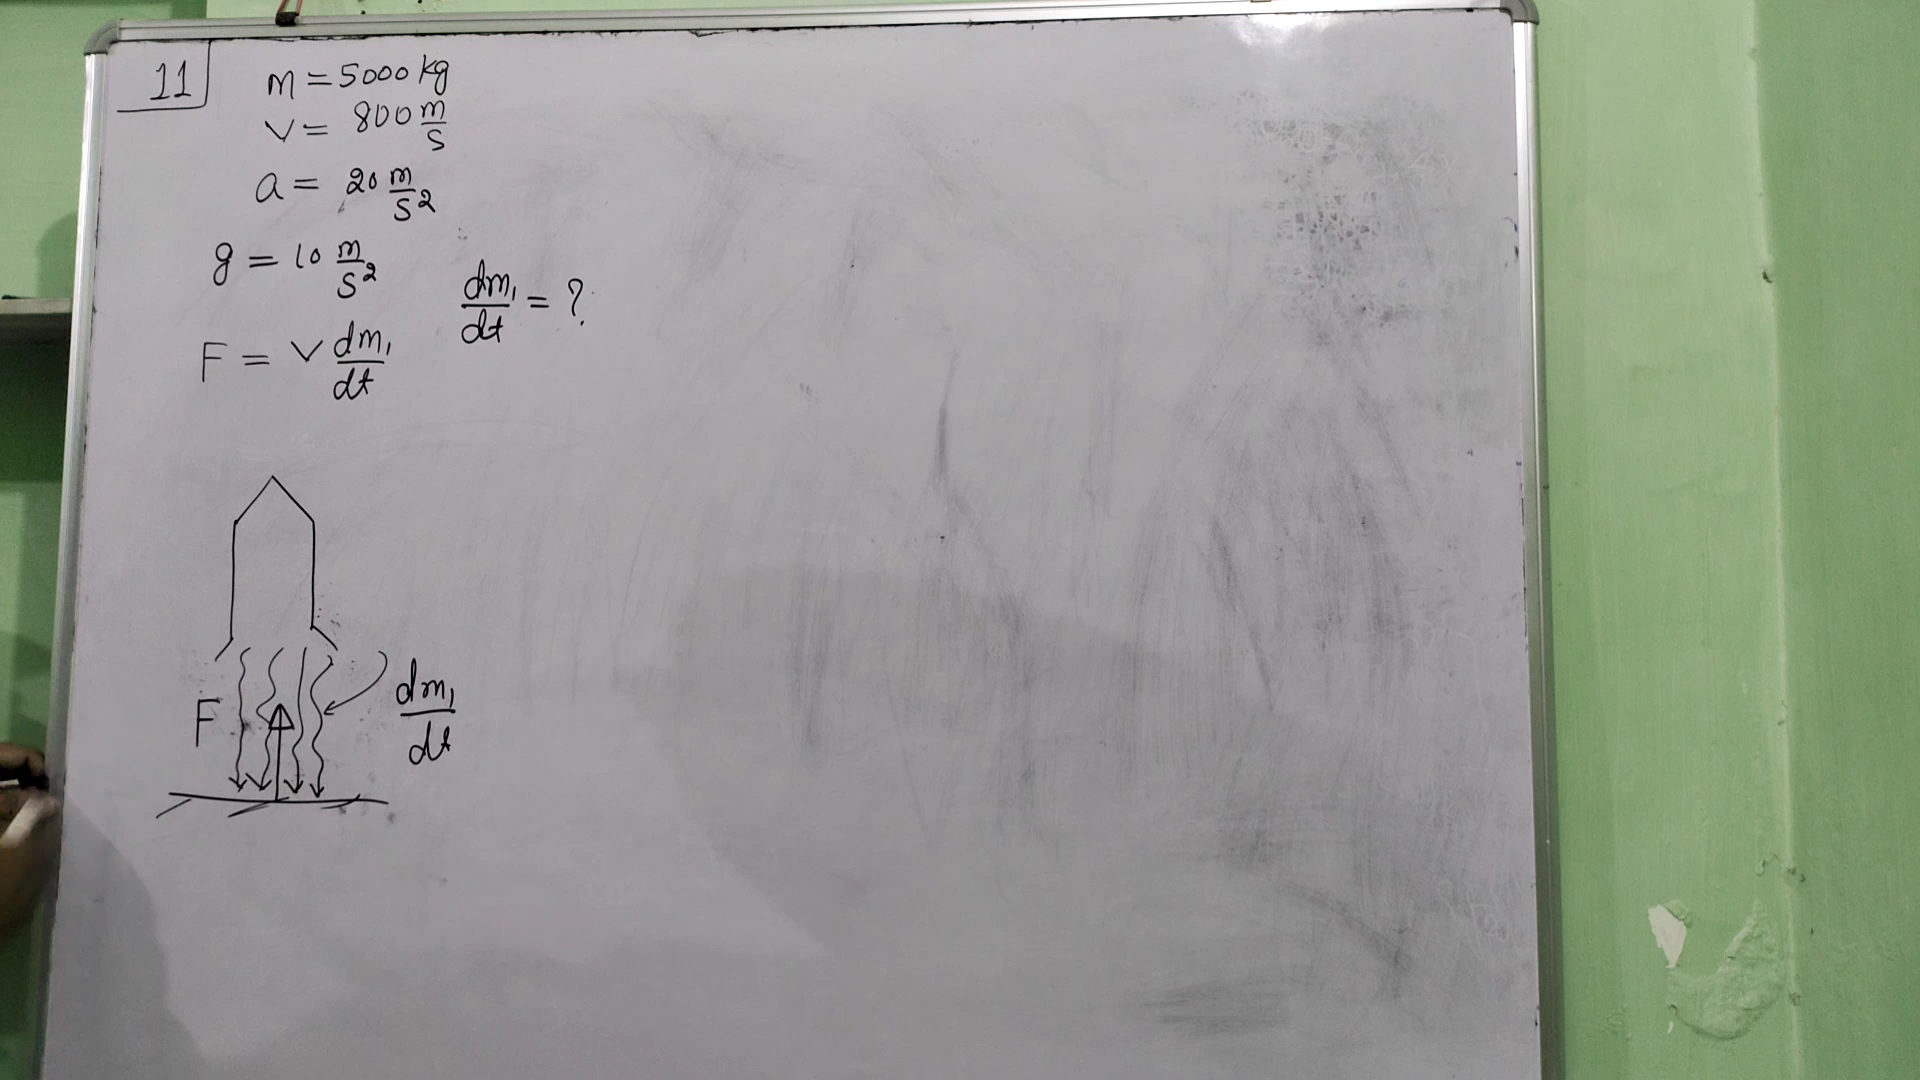 11
m = 5000 kg
v = 800 m/s
a = 20 m/s²
g = 10 m/s²
dm₁/dt = ?
F = v dm₁/dt
F
dm₁/dt